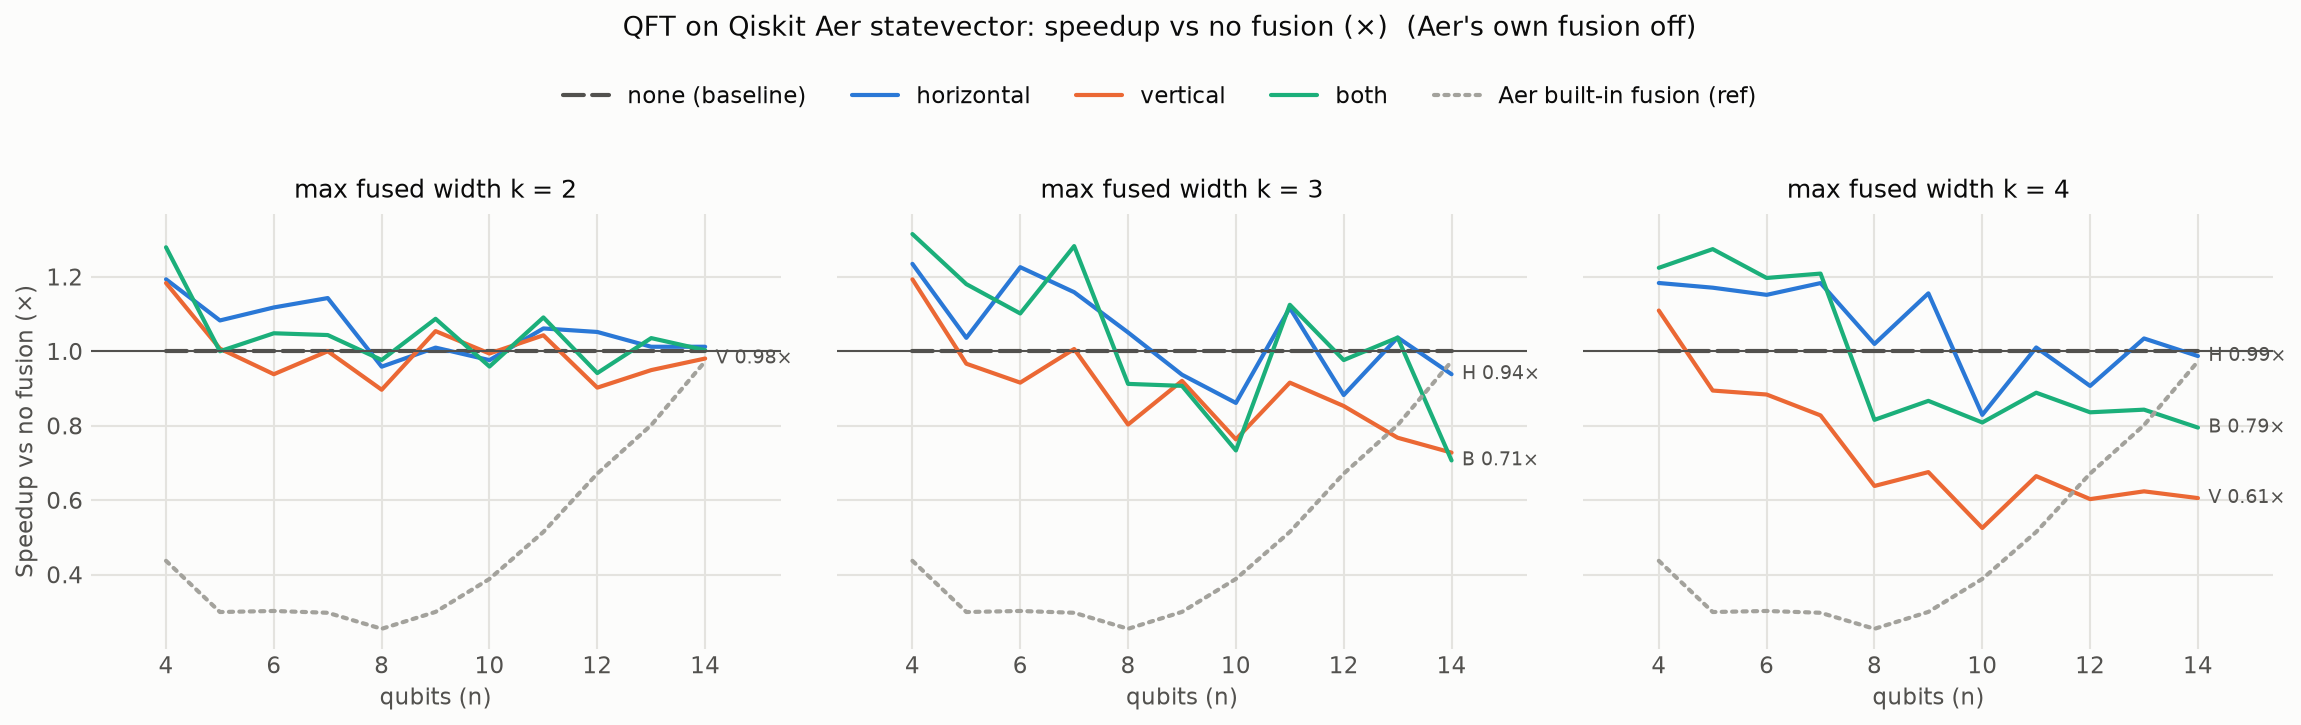 QFT on Qiskit Aer statevector: speedup vs no fusion (×)  (Aer's own fusion off)
none (baseline)
horizontal
vertical
both
Aer built-in fusion (ref)
max fused width k = 2
max fused width k = 3
max fused width k = 4
Speedup vs no fusion (×)
1.2
1.0
0.8
0.6
0.4
V 0.98×
H 0.94×
B 0.71×
H 0.99×
B 0.79×
V 0.61×
4 6 8 10 12 14
4 6 8 10 12 14
4 6 8 10 12 14
qubits (n)
qubits (n)
qubits (n)